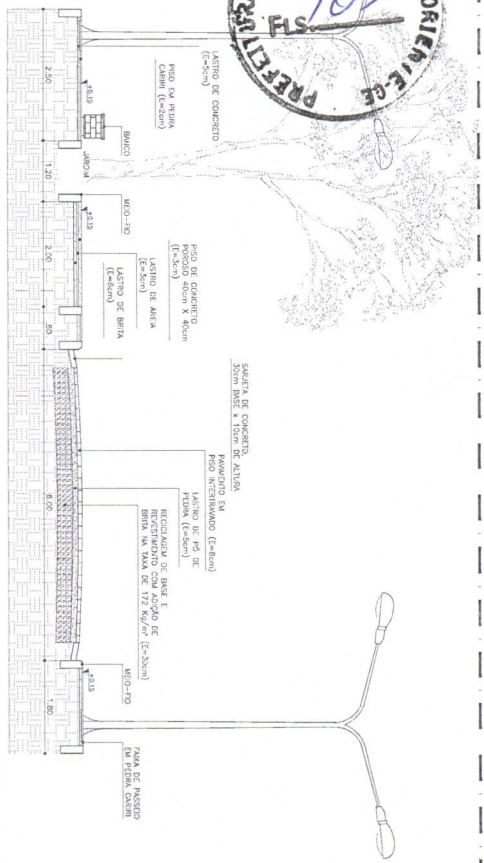 FLS.
PREFEIT
LASTRO DE CONCRETO
(E=5cm)
PISO EM PEDRA
CARIRI (E=2cm)
+0.15
BANCO
JARDIM
MEIO-FIO
+0.15
PISO DE CONCRETO
POROSO 40cm X 40cm
(E=3cm)
LASTRO DE AREIA
(E=3cm)
LASTRO DE BRITA
(E=6cm)
SARJETA DE CONCRETO,
30cm BASE x 10cm DE ALTURA
PAVIMENTO EM
PISO INTERTRAVADO (E=8cm)
LASTRO DE PÓ DE
PEDRA (E=5cm)
RECICLAGEM DE BASE E
REVESTIMENTO COM ADIÇÃO DE
BRITA NA TAXA DE 172 Kg/m² (E=30cm)
MEIO-FIO
+0.15
FAIXA DE PASSEIO
EM PEDRA CARIRI
2.50
1.20
2.00
.80
6.00
1.80